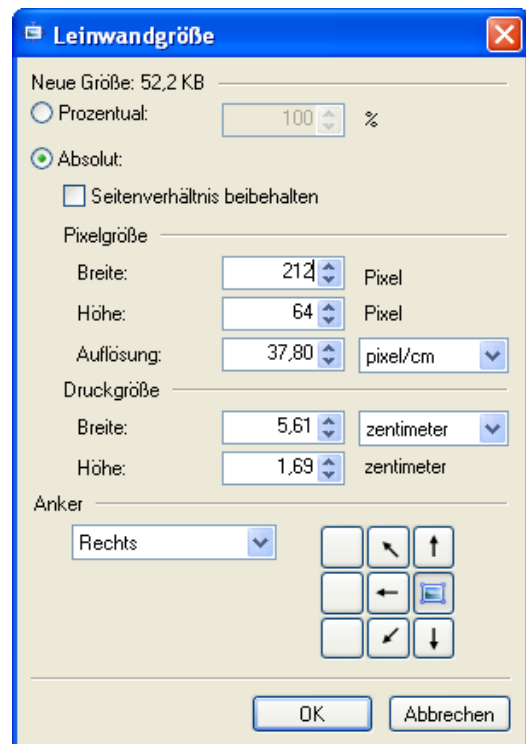 Leinwandgröße
Neue Größe: 52,2 KB
Prozentual: 100 %
Absolut:
Seitenverhältnis beibehalten
Pixelgröße
Breite: 212 Pixel
Höhe: 64 Pixel
Auflösung: 37,80 pixel/cm
Druckgröße
Breite: 5,61 zentimeter
Höhe: 1,69 zentimeter
Anker
Rechts
OK Abbrechen